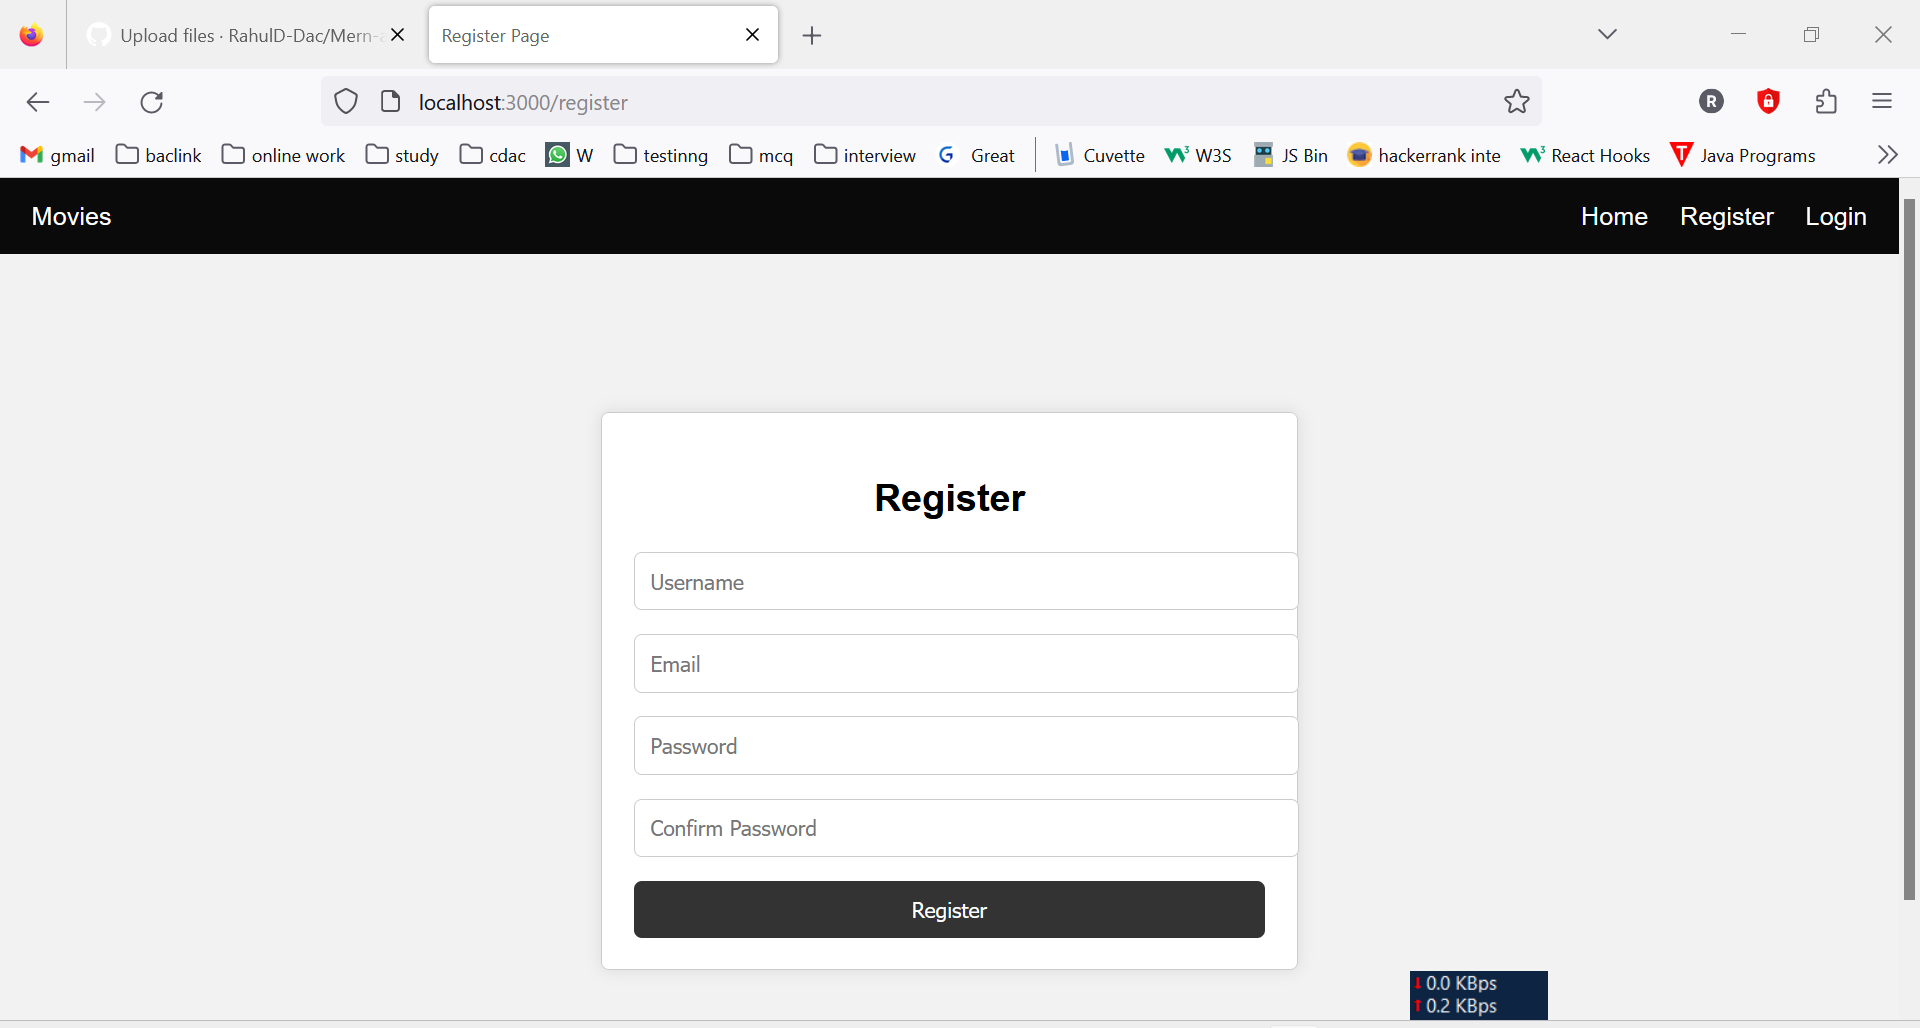 Upload files · RahulD-Dac/Mern-
Register Page
localhost:3000/register
R
gmail baclink online work study cdac W testinng mcq interview G Great Cuvette W3S JS Bin hackerrank inte React Hooks Java Programs
Movies Home Register Login
Register
Username
Email
Password
Confirm Password
Register
0.0 KBps
0.2 KBps